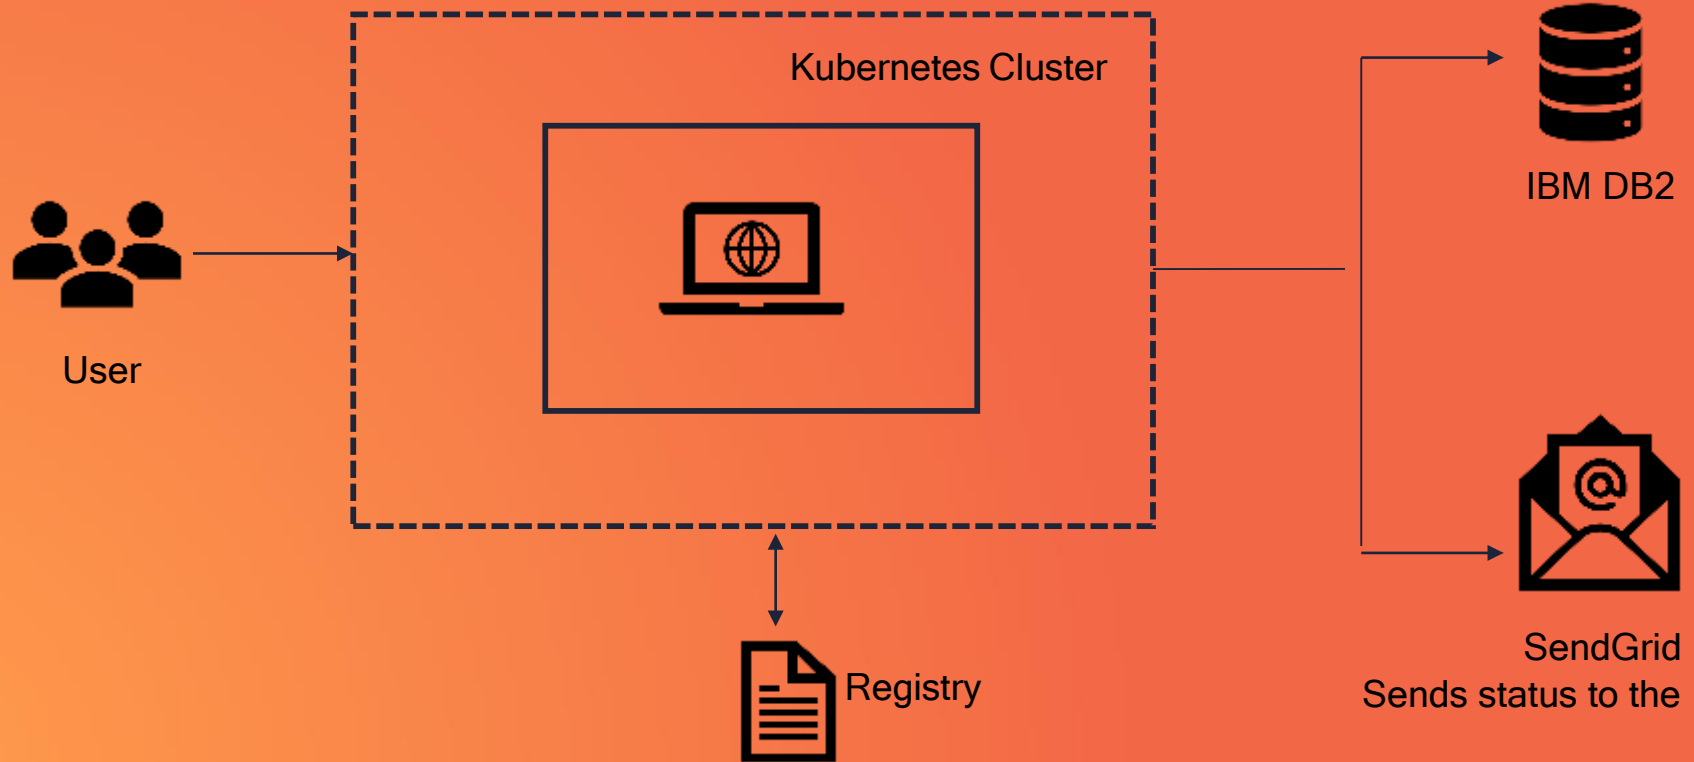 Kubernetes Cluster
IBM DB2
User
SendGrid
Sends status to the
Registry
@